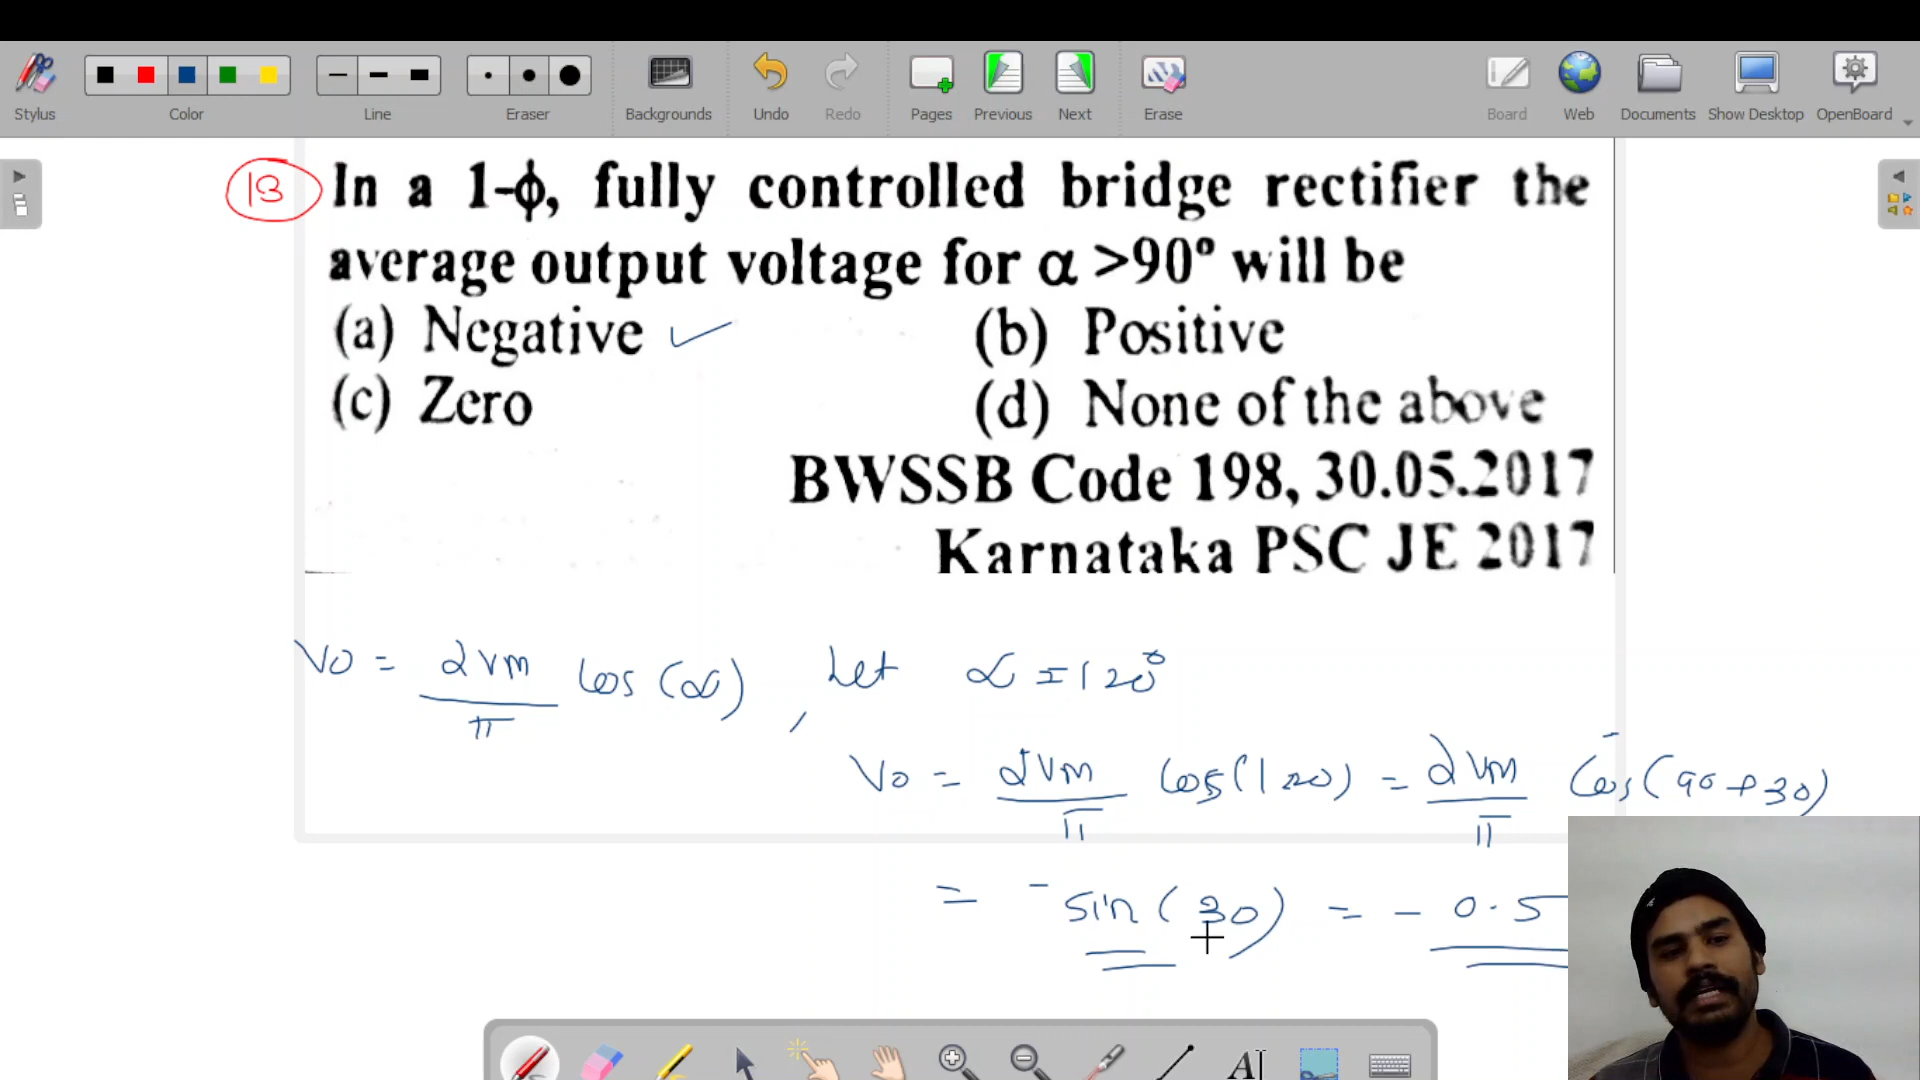 Stylus Color Line Eraser Backgrounds Undo Redo Pages Previous Next Erase Board Web Documents Show Desktop OpenBoard
13 In a 1-ϕ, fully controlled bridge rectifier the
average output voltage for α >90° will be
(a) Negative ✓ (b) Positive
(c) Zero (d) None of the above
BWSSB Code 198, 30.05.2017
Karnataka PSC JE 2017
V0 = 2Vm/π cos(α), Let α = 120°
V0 = 2Vm/π cos(120) = 2Vm/π cos(90+30)
= - sin(30) = - 0.5